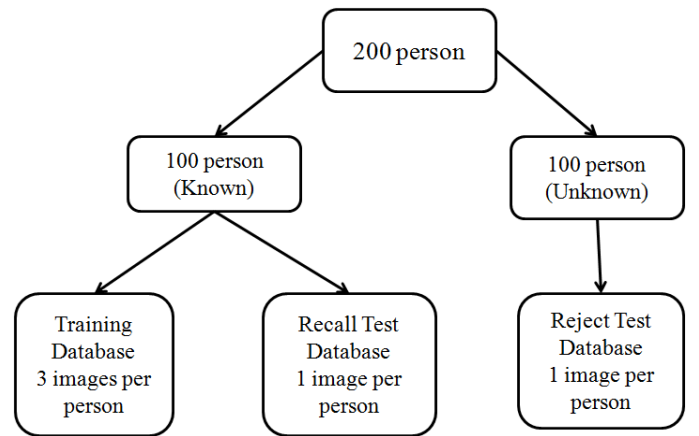 200 person
100 person
(Known)
100 person
(Unknown)
Training
Database
3 images per
person
Recall Test
Database
1 image per
person
Reject Test
Database
1 image per
person